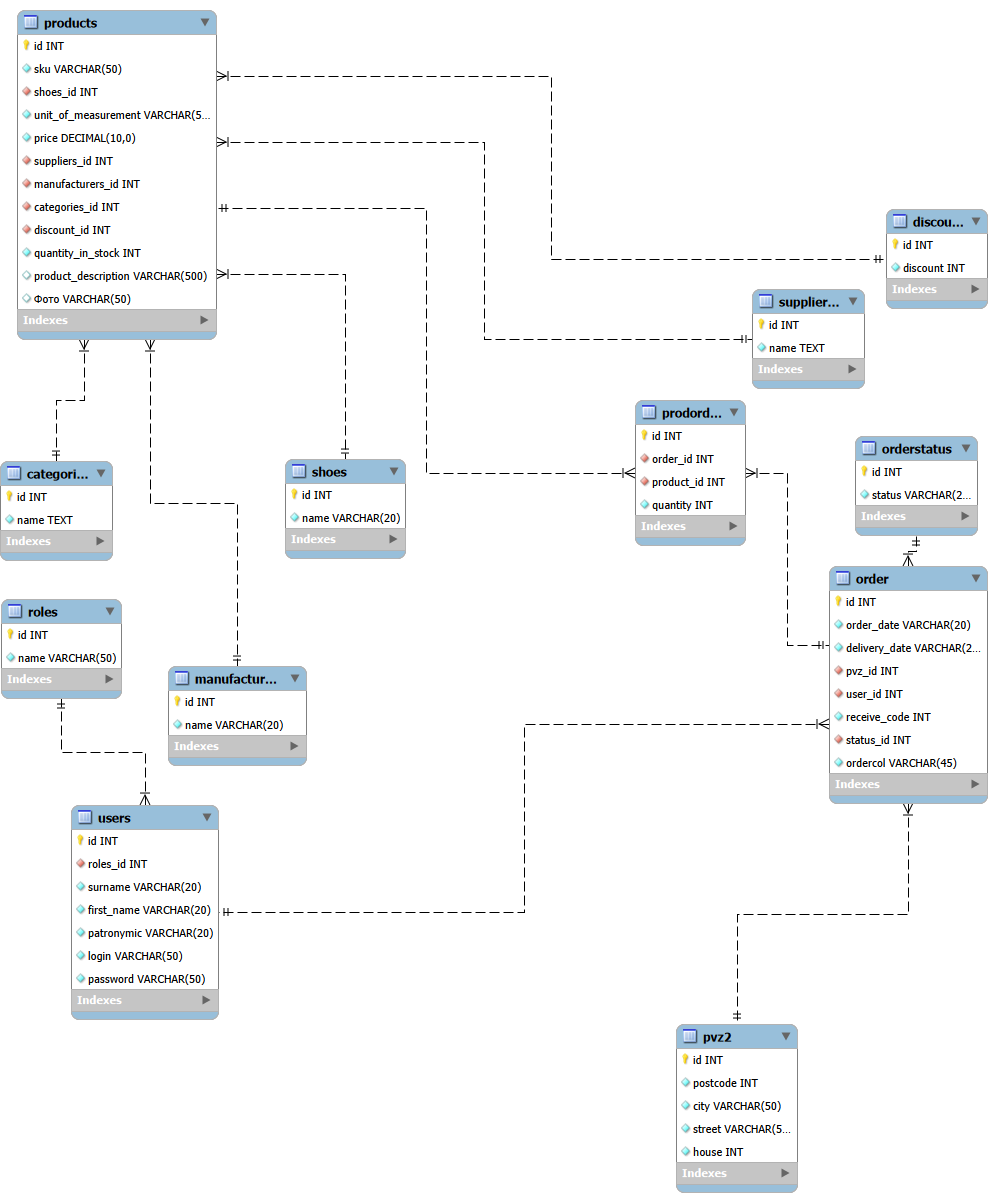 products
id INT
sku VARCHAR(50)
shoes_id INT
unit_of_measurement VARCHAR(5...
price DECIMAL(10,0)
suppliers_id INT
manufacturers_id INT
categories_id INT
discount_id INT
quantity_in_stock INT
product_description VARCHAR(500)
Фото VARCHAR(50)
Indexes
discou...
id INT
discount INT
Indexes
supplier...
id INT
name TEXT
Indexes
prodord...
id INT
order_id INT
product_id INT
quantity INT
Indexes
orderstatus
id INT
status VARCHAR(2...
Indexes
categori...
id INT
name TEXT
Indexes
shoes
id INT
name VARCHAR(20)
Indexes
order
id INT
order_date VARCHAR(20)
delivery_date VARCHAR(2...
pvz_id INT
user_id INT
receive_code INT
status_id INT
ordercol VARCHAR(45)
Indexes
roles
id INT
name VARCHAR(50)
Indexes
manufactur...
id INT
name VARCHAR(20)
Indexes
users
id INT
roles_id INT
surname VARCHAR(20)
first_name VARCHAR(20)
patronymic VARCHAR(20)
login VARCHAR(50)
password VARCHAR(50)
Indexes
pvz2
id INT
postcode INT
city VARCHAR(50)
street VARCHAR(5...
house INT
Indexes